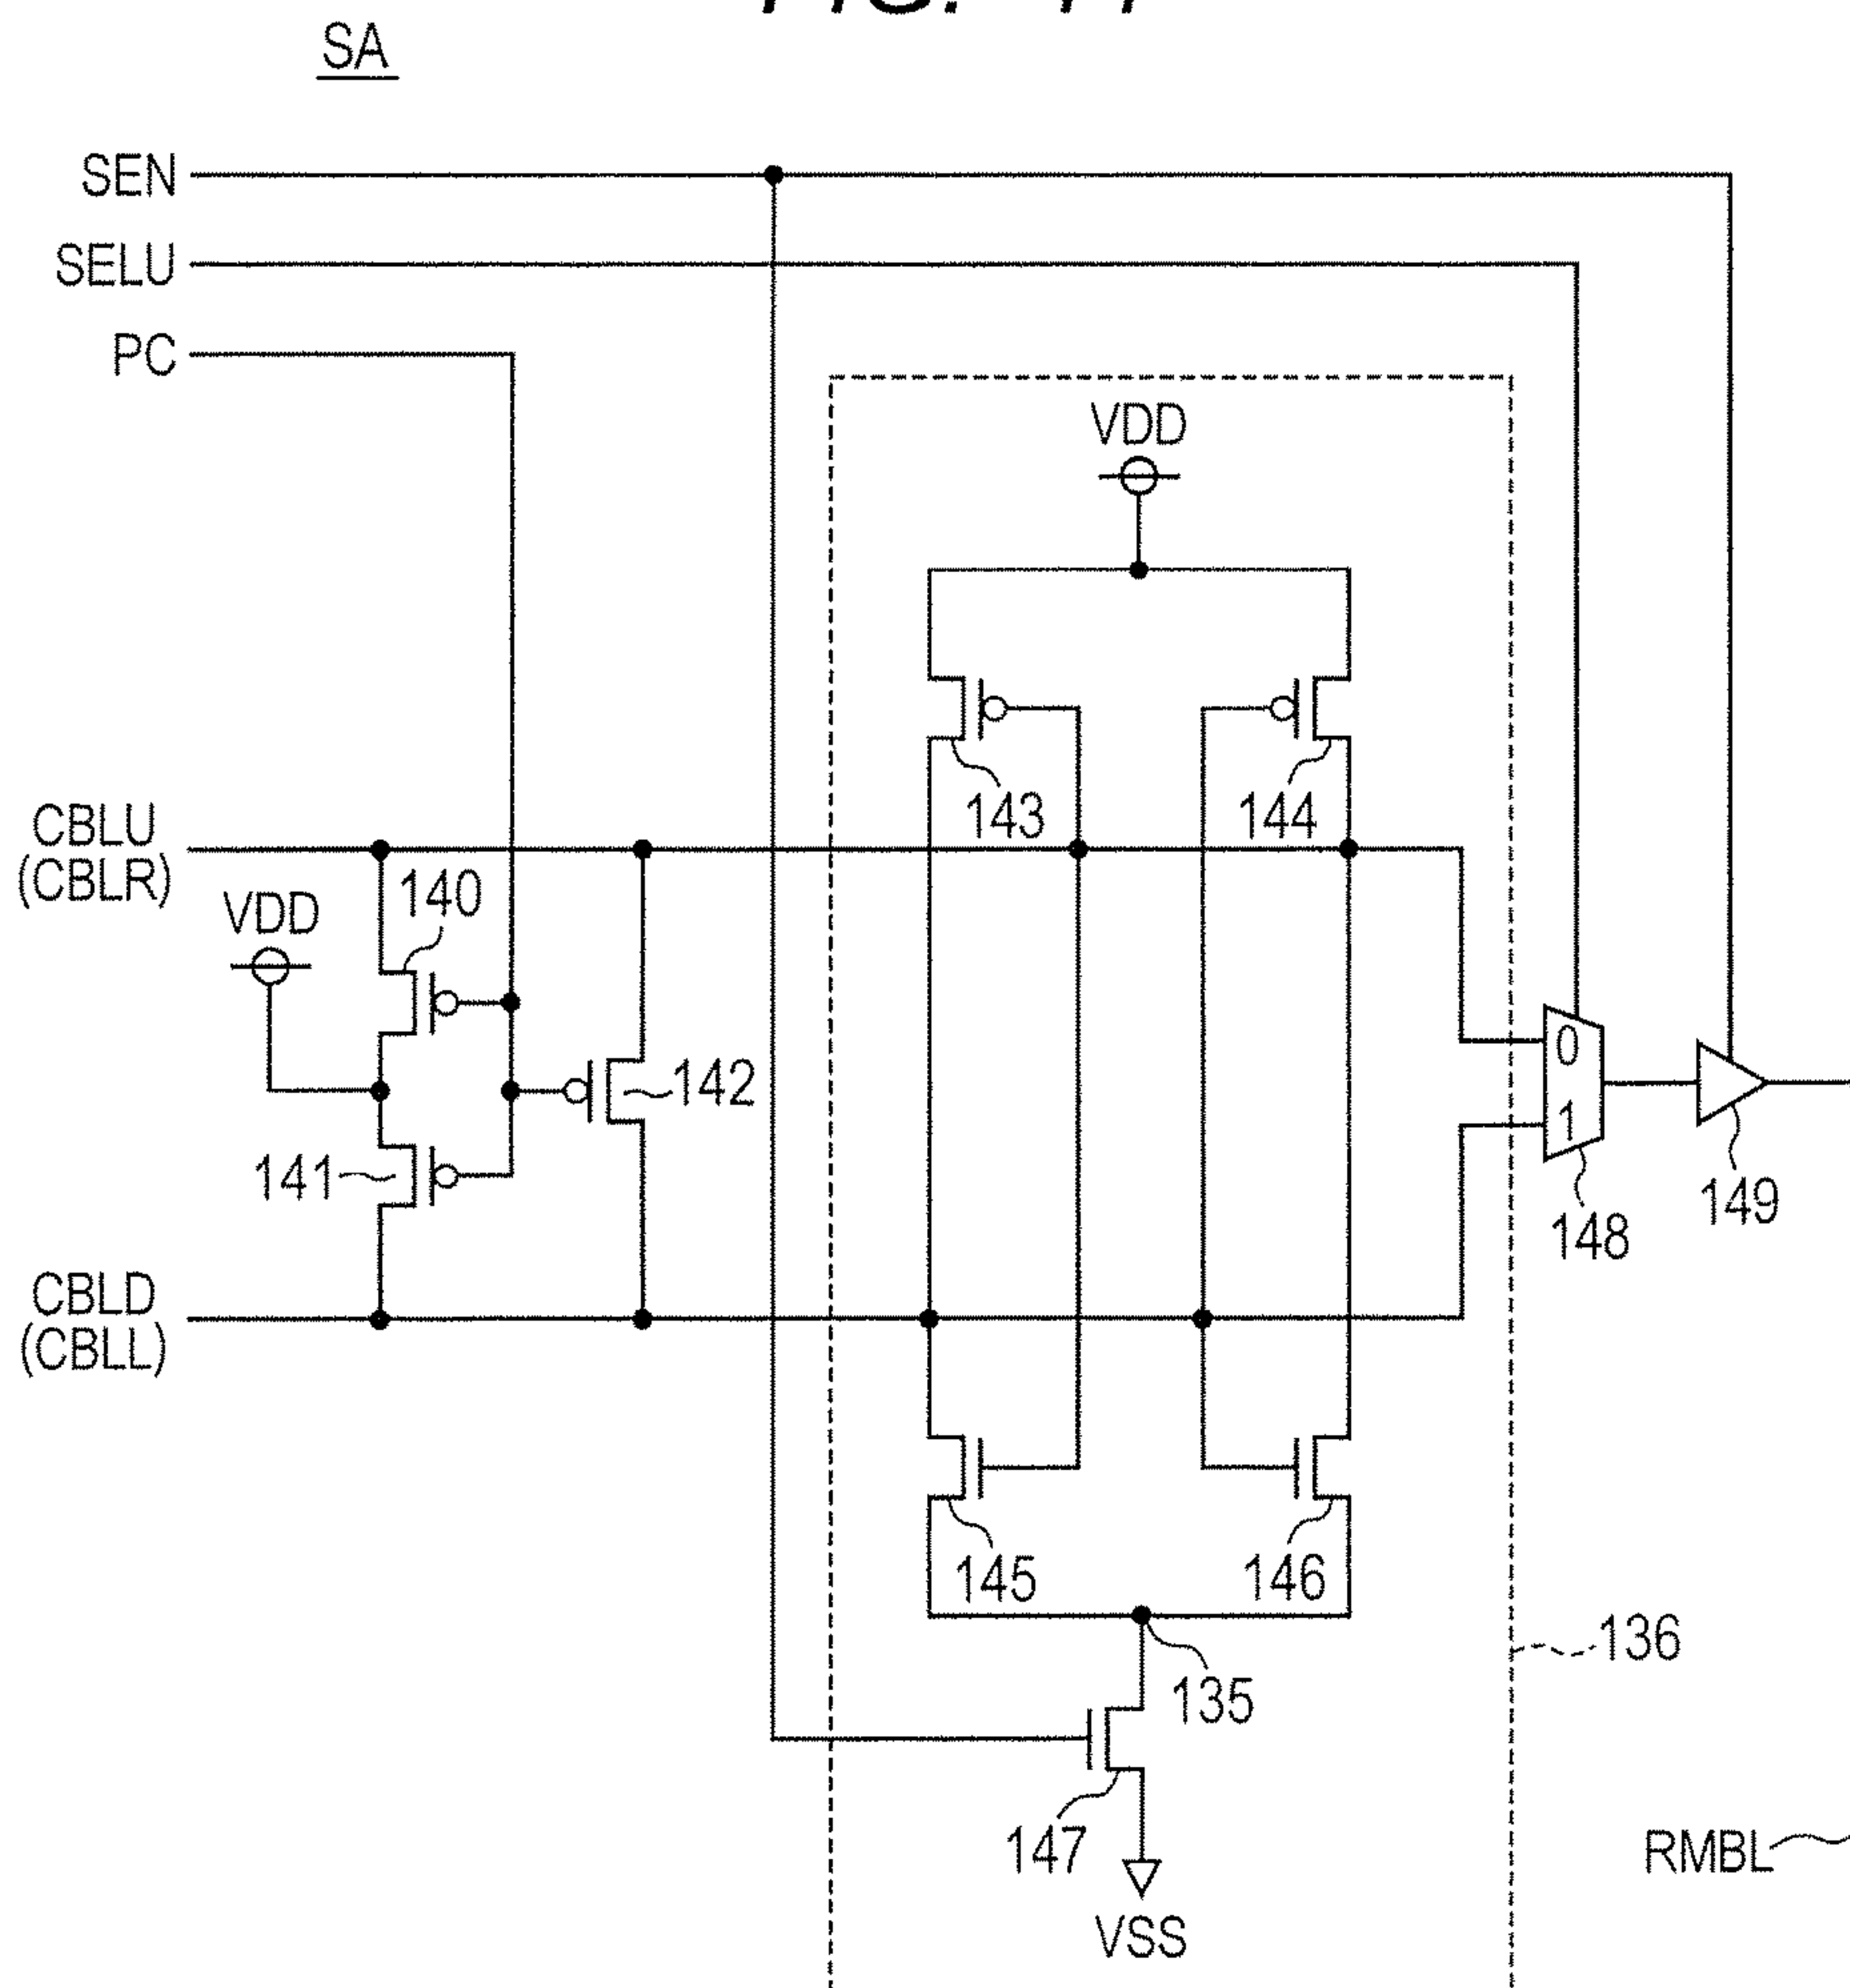 SA
SEN
SELU
PC
VDD
143
144
CBLU
(CBLR)
140
VDD
142
141
0
1
148
149
CBLD
(CBLL)
145
146
136
135
147
RMBL
VSS